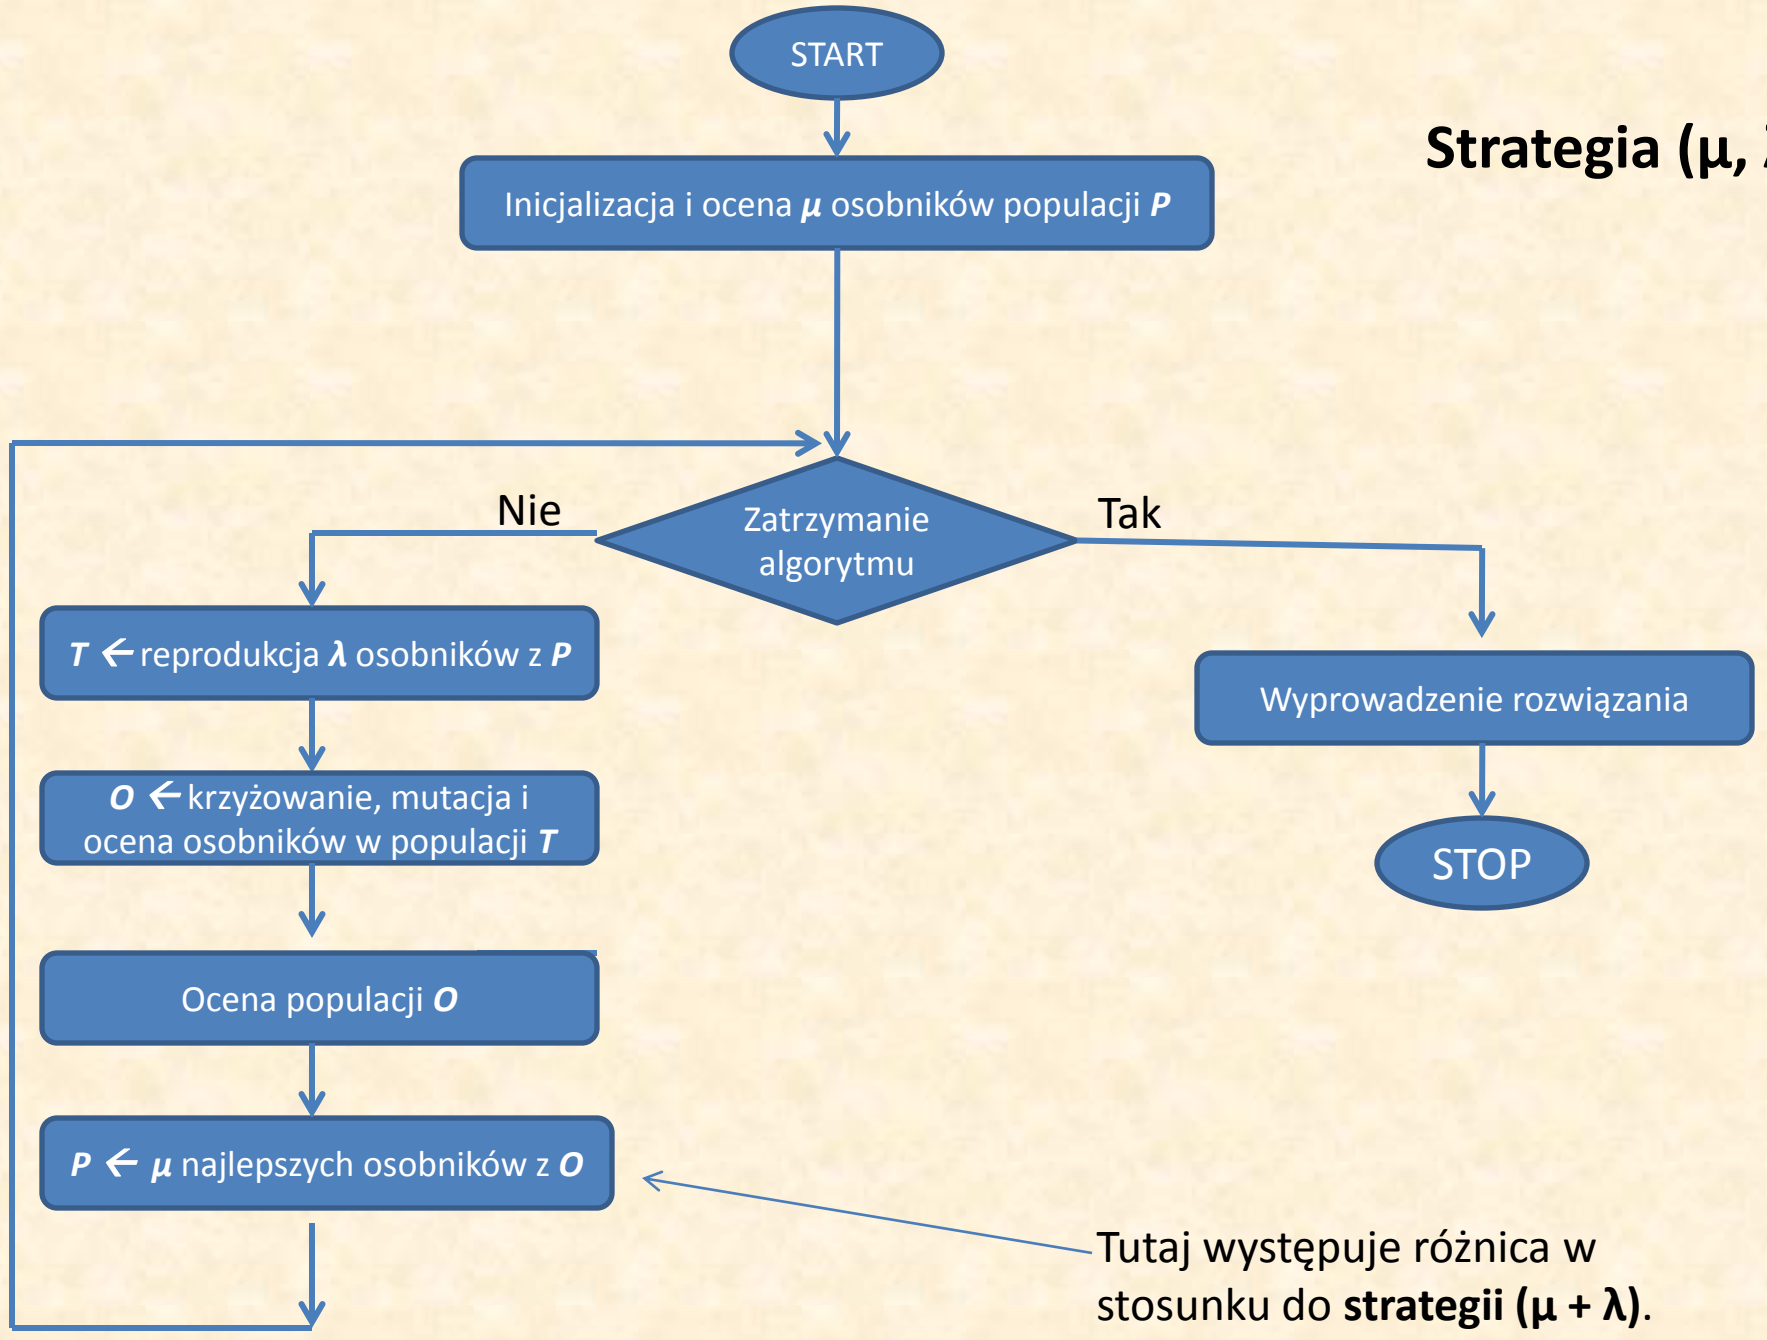 START
Strategia (μ,
Inicjalizacja i ocena μ osobników populacji P
Nie
Zatrzymanie
algorytmu
Tak
T ← reprodukcja λ osobników z P
Wyprowadzenie rozwiązania
O ← krzyżowanie, mutacja i
ocena osobników w populacji T
STOP
Ocena populacji O
P ← μ najlepszych osobników z O
Tutaj występuje różnica w
stosunku do strategii (μ + λ).